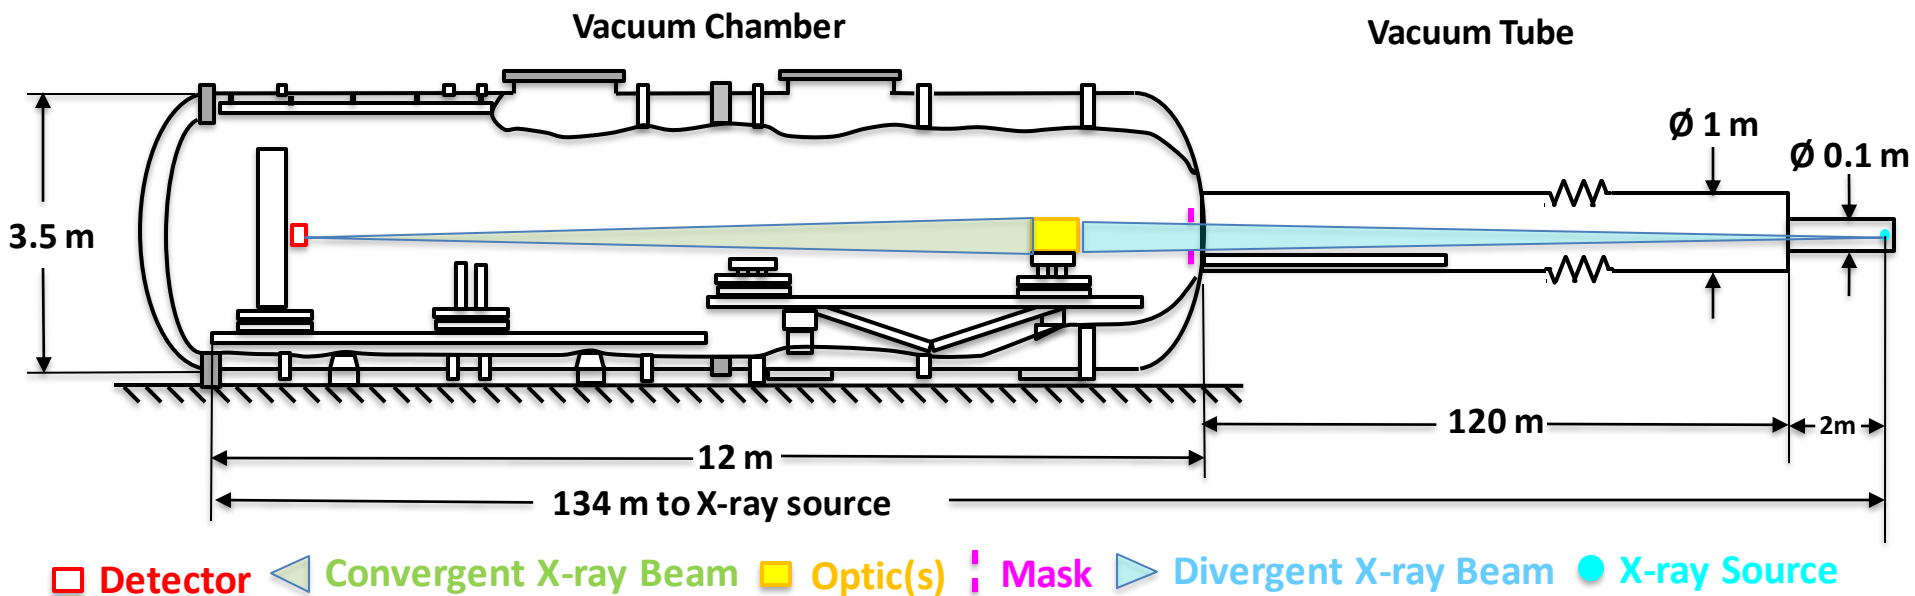 Vacuum Chamber
Vacuum Tube
Ø 1 m
Ø 0.1 m
3.5 m
120 m
2m
12 m
134 m to X-ray source
Detector
Convergent X-ray Beam
Optic(s)
Mask
Divergent X-ray Beam
X-ray Source